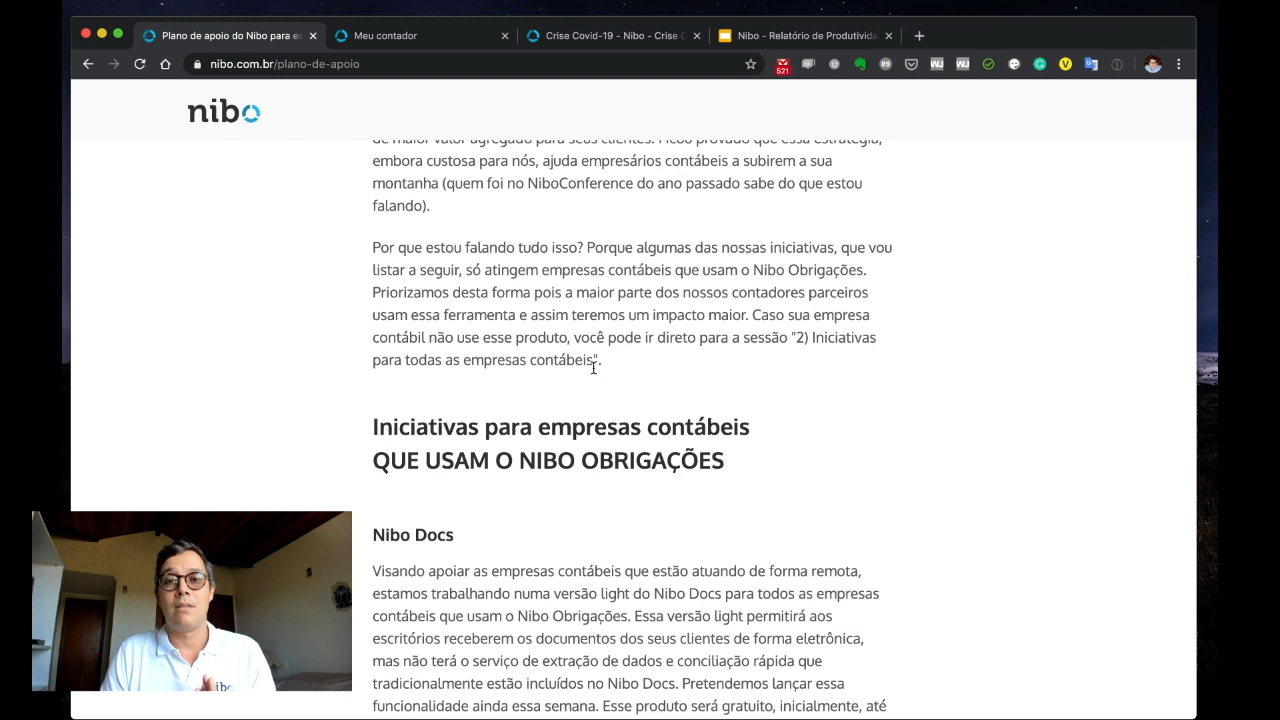 Plano de apoio do Nibo para es
Meu contador
Crise Covid-19 - Nibo - Crise C
Nibo - Relatório de Produtivida
nibo.com.br/plano-de-apoio
521
nibo
de maior valor agregado para seus clientes. Ficou provado que essa estratégia,
embora custosa para nós, ajuda empresários contábeis a subirem a sua
montanha (quem foi no NiboConference do ano passado sabe do que estou
falando).
Por que estou falando tudo isso? Porque algumas das nossas iniciativas, que vou
listar a seguir, só atingem empresas contábeis que usam o Nibo Obrigações.
Priorizamos desta forma pois a maior parte dos nossos contadores parceiros
usam essa ferramenta e assim teremos um impacto maior. Caso sua empresa
contábil não use esse produto, você pode ir direto para a sessão "2) Iniciativas
para todas as empresas contábeis".
Iniciativas para empresas contábeis
QUE USAM O NIBO OBRIGAÇÕES
Nibo Docs
Visando apoiar as empresas contábeis que estão atuando de forma remota,
estamos trabalhando numa versão light do Nibo Docs para todos as empresas
contábeis que usam o Nibo Obrigações. Essa versão light permitirá aos
escritórios receberem os documentos dos seus clientes de forma eletrônica,
mas não terá o serviço de extração de dados e conciliação rápida que
tradicionalmente estão incluídos no Nibo Docs. Pretendemos lançar essa
funcionalidade ainda essa semana. Esse produto será gratuito, inicialmente, até